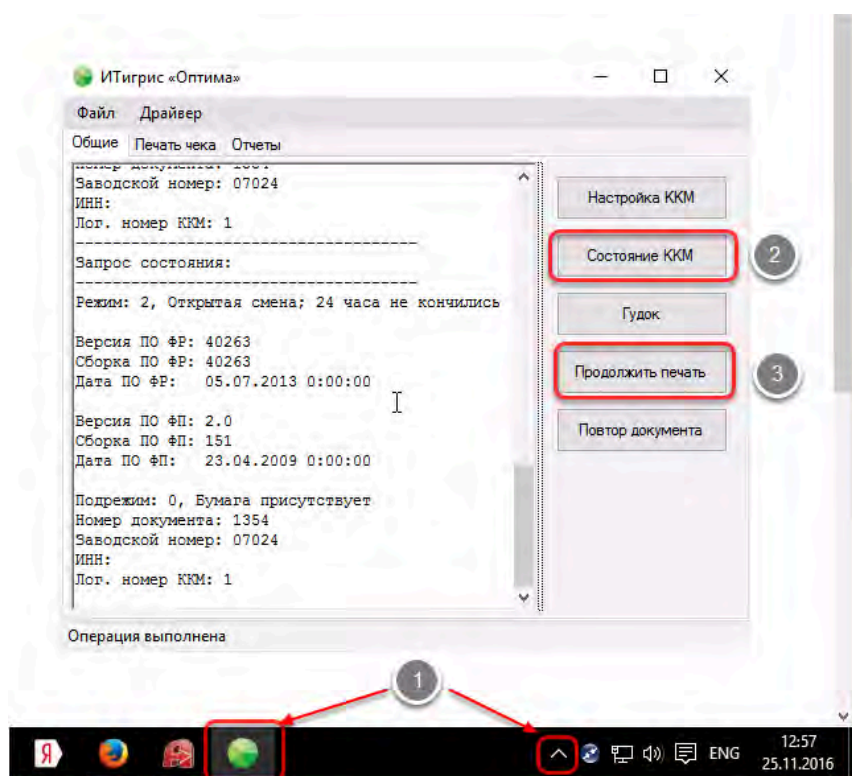 ИТигрис «Оптима»
Файл Драйвер
Общие Печать чека Отчеты
Заводской номер: 07024
ИНН:
Лог. номер ККМ: 1
----------------------------------------
Запрос состояния:
----------------------------------------
Режим: 2, Открытая смена; 24 часа не кончились
Версия ПО ФР: 40263
Сборка ПО ФР: 40263
Дата ПО ФР: 05.07.2013 0:00:00
Версия ПО ФП: 2.0
Сборка ПО ФП: 151
Дата ПО ФП: 23.04.2009 0:00:00
Подрежим: 0, Бумага присутствует
Номер документа: 1354
Заводской номер: 07024
ИНН:
Лог. номер ККМ: 1
Настройка ККМ
Состояние ККМ
2
Гудок
Продолжить печать
3
Повтор документа
Операция выполнена
1
Я
ENG
12:57
25.11.2016